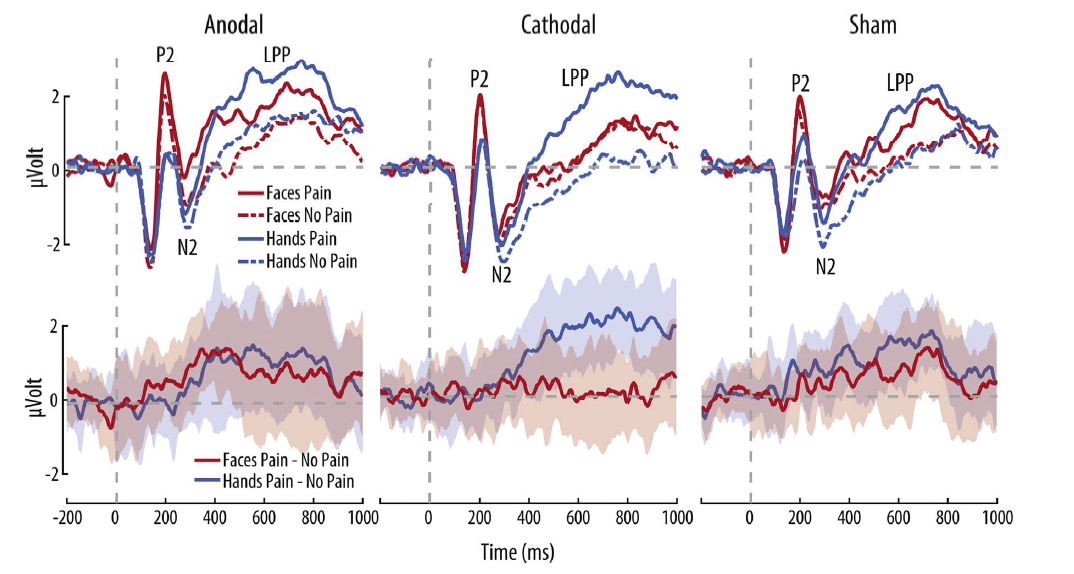 Anodal
Cathodal
Sham
P2
LPP
N2
P2
LPP
N2
P2
LPP
N2
μVolt
2
0
-2
Faces Pain
Faces No Pain
Hands Pain
Hands No Pain
μVolt
2
0
-2
Faces Pain - No Pain
Hands Pain - No Pain
-200 0 200 400 600 800 1000
0 200 400 600 800 1000
0 200 400 600 800 1000
Time (ms)